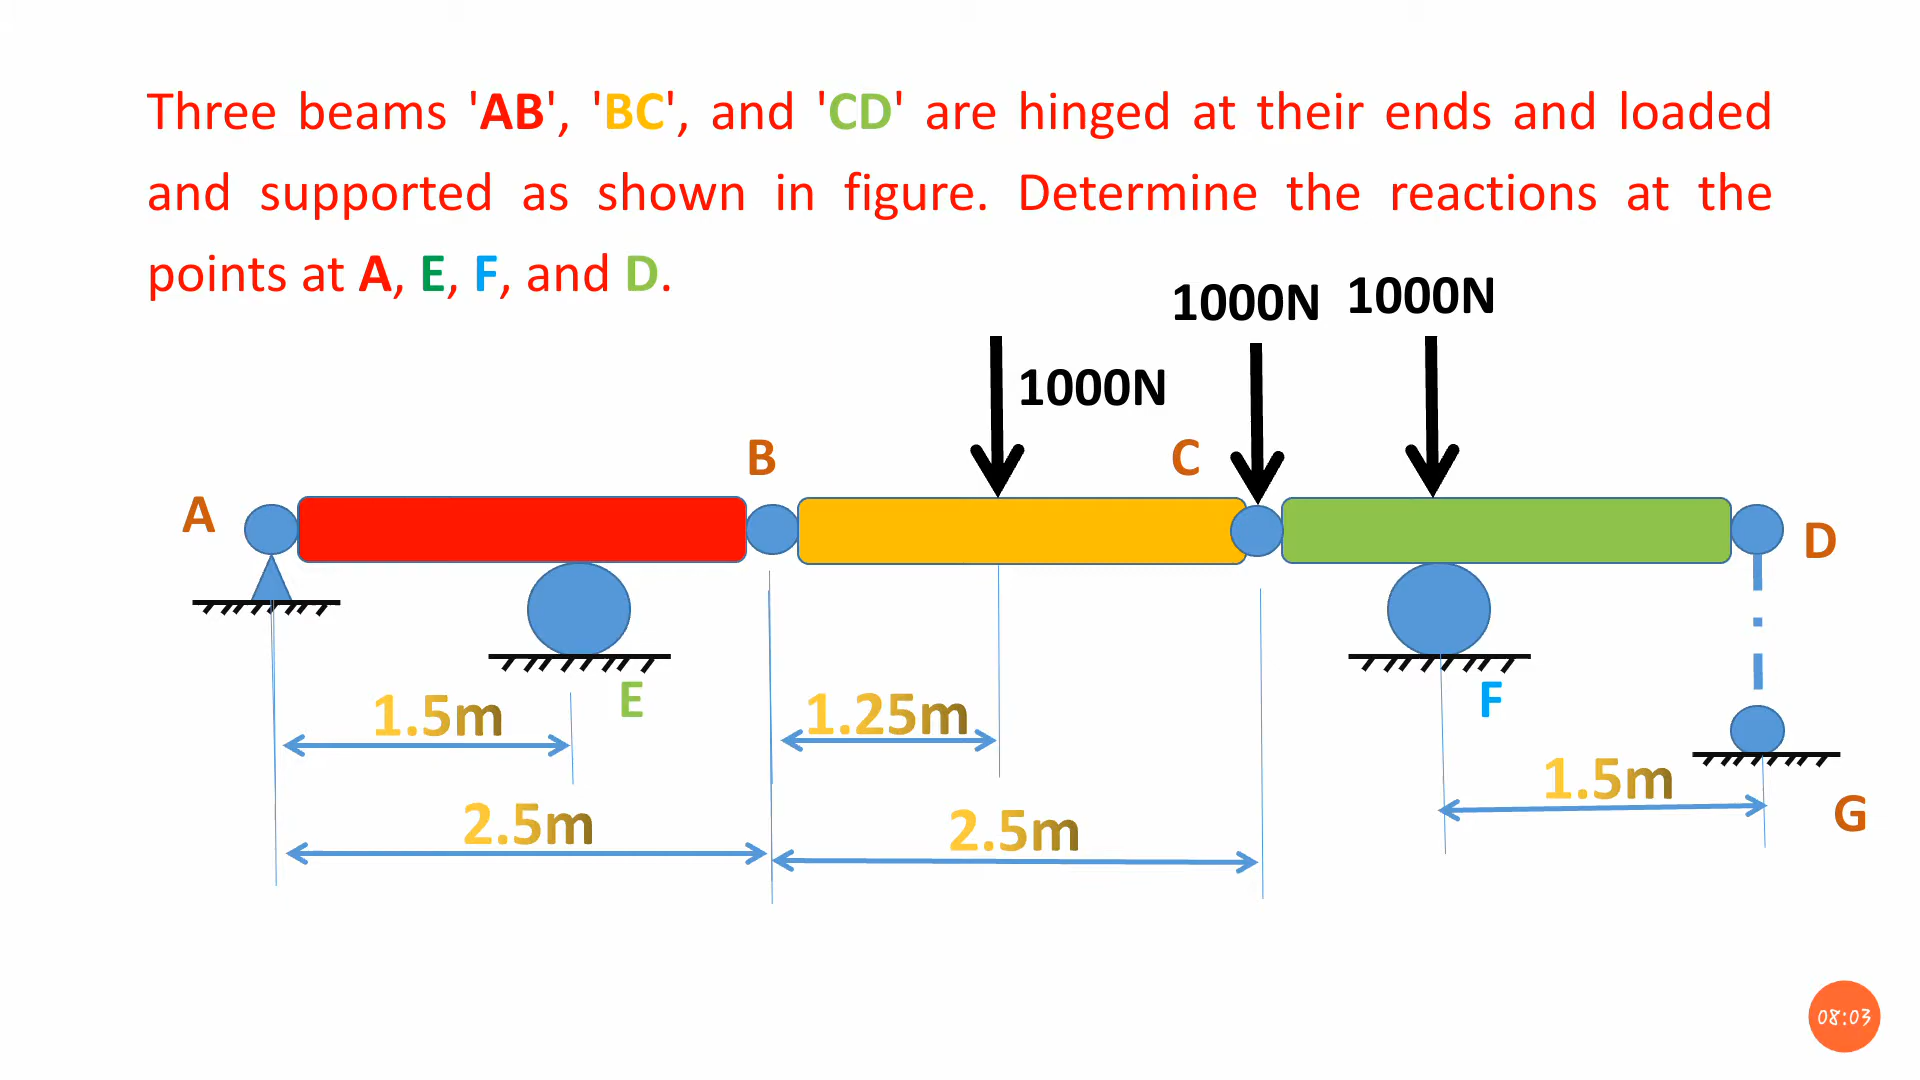 Three beams 'AB', 'BC', and 'CD' are hinged at their ends and loaded
and supported as shown in figure. Determine the reactions at the
points at A, E, F, and D.
1000N 1000N
1000N
B
C
A
D
E
F
1.5m
1.25m
1.5m
G
2.5m
2.5m
08:03